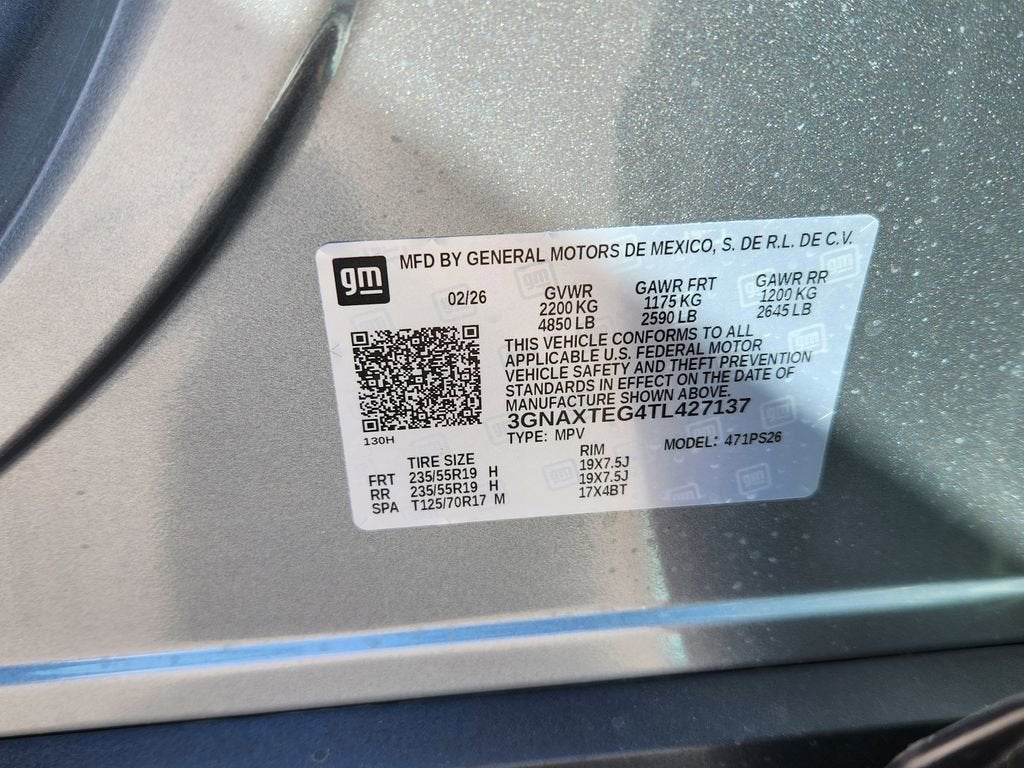 gm
MFD BY GENERAL MOTORS DE MEXICO, S. DE R.L. DE C.V.
02/26 GVWR GAWR FRT GAWR RR
2200 KG 1175 KG 1200 KG
4850 LB 2590 LB 2645 LB
THIS VEHICLE CONFORMS TO ALL
APPLICABLE U.S. FEDERAL MOTOR
VEHICLE SAFETY AND THEFT PREVENTION
STANDARDS IN EFFECT ON THE DATE OF
MANUFACTURE SHOWN ABOVE.
3GNAXTEG4TL427137
130H
TYPE: MPV MODEL: 471PS26
TIRE SIZE RIM
FRT 235/55R19 H 19X7.5J
RR 235/55R19 H 19X7.5J
SPA T125/70R17 M 17X4BT